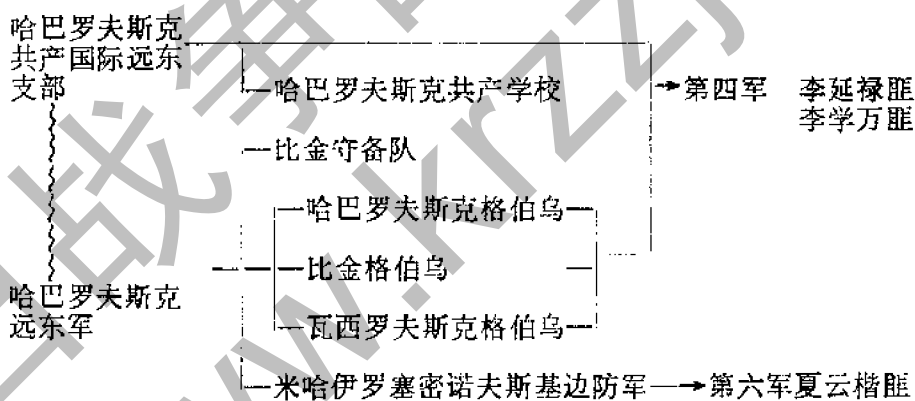 哈巴罗夫斯克
共产国际远东
支部
哈巴罗夫斯克共产学校
第四军 李延禄匪
李学万匪
比金守备队
哈巴罗夫斯克格伯乌
比金格伯乌
瓦西罗夫斯克格伯乌
哈巴罗夫斯克
远东军
米哈伊罗塞密诺夫斯基边防军
第六军夏云楷匪
www.krzzj